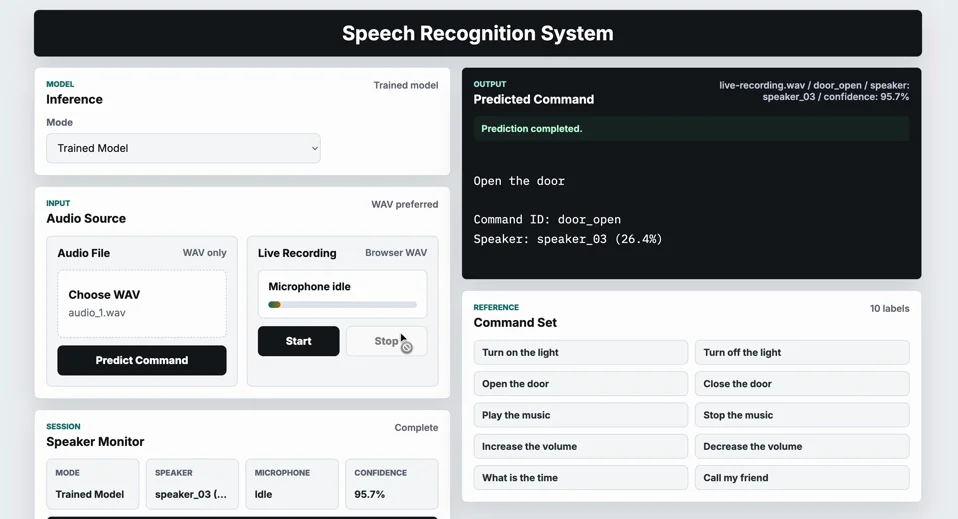 Speech Recognition System
MODEL
Inference
Trained model
Mode
Trained Model
INPUT
Audio Source
WAV preferred
Audio File
WAV only
Choose WAV
audio_1.wav
Predict Command
Live Recording
Browser WAV
Microphone idle
Start
Stop
SESSION
Speaker Monitor
Complete
MODE
Trained Model
SPEAKER
speaker_03 (...
MICROPHONE
Idle
CONFIDENCE
95.7%
OUTPUT
Predicted Command
live-recording.wav / door_open / speaker:
speaker_03 / confidence: 95.7%
Prediction completed.
Open the door
Command ID: door_open
Speaker: speaker_03 (26.4%)
REFERENCE
Command Set
10 labels
Turn on the light
Turn off the light
Open the door
Close the door
Play the music
Stop the music
Increase the volume
Decrease the volume
What is the time
Call my friend